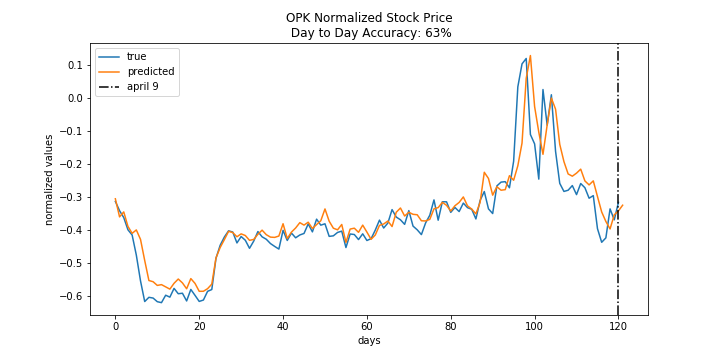 OPK Normalized Stock Price
Day to Day Accuracy: 63%
true
predicted
april 9
normalized values
0.1
0.0
−0.1
−0.2
−0.3
−0.4
−0.5
−0.6
0 20 40 60 80 100 120
days